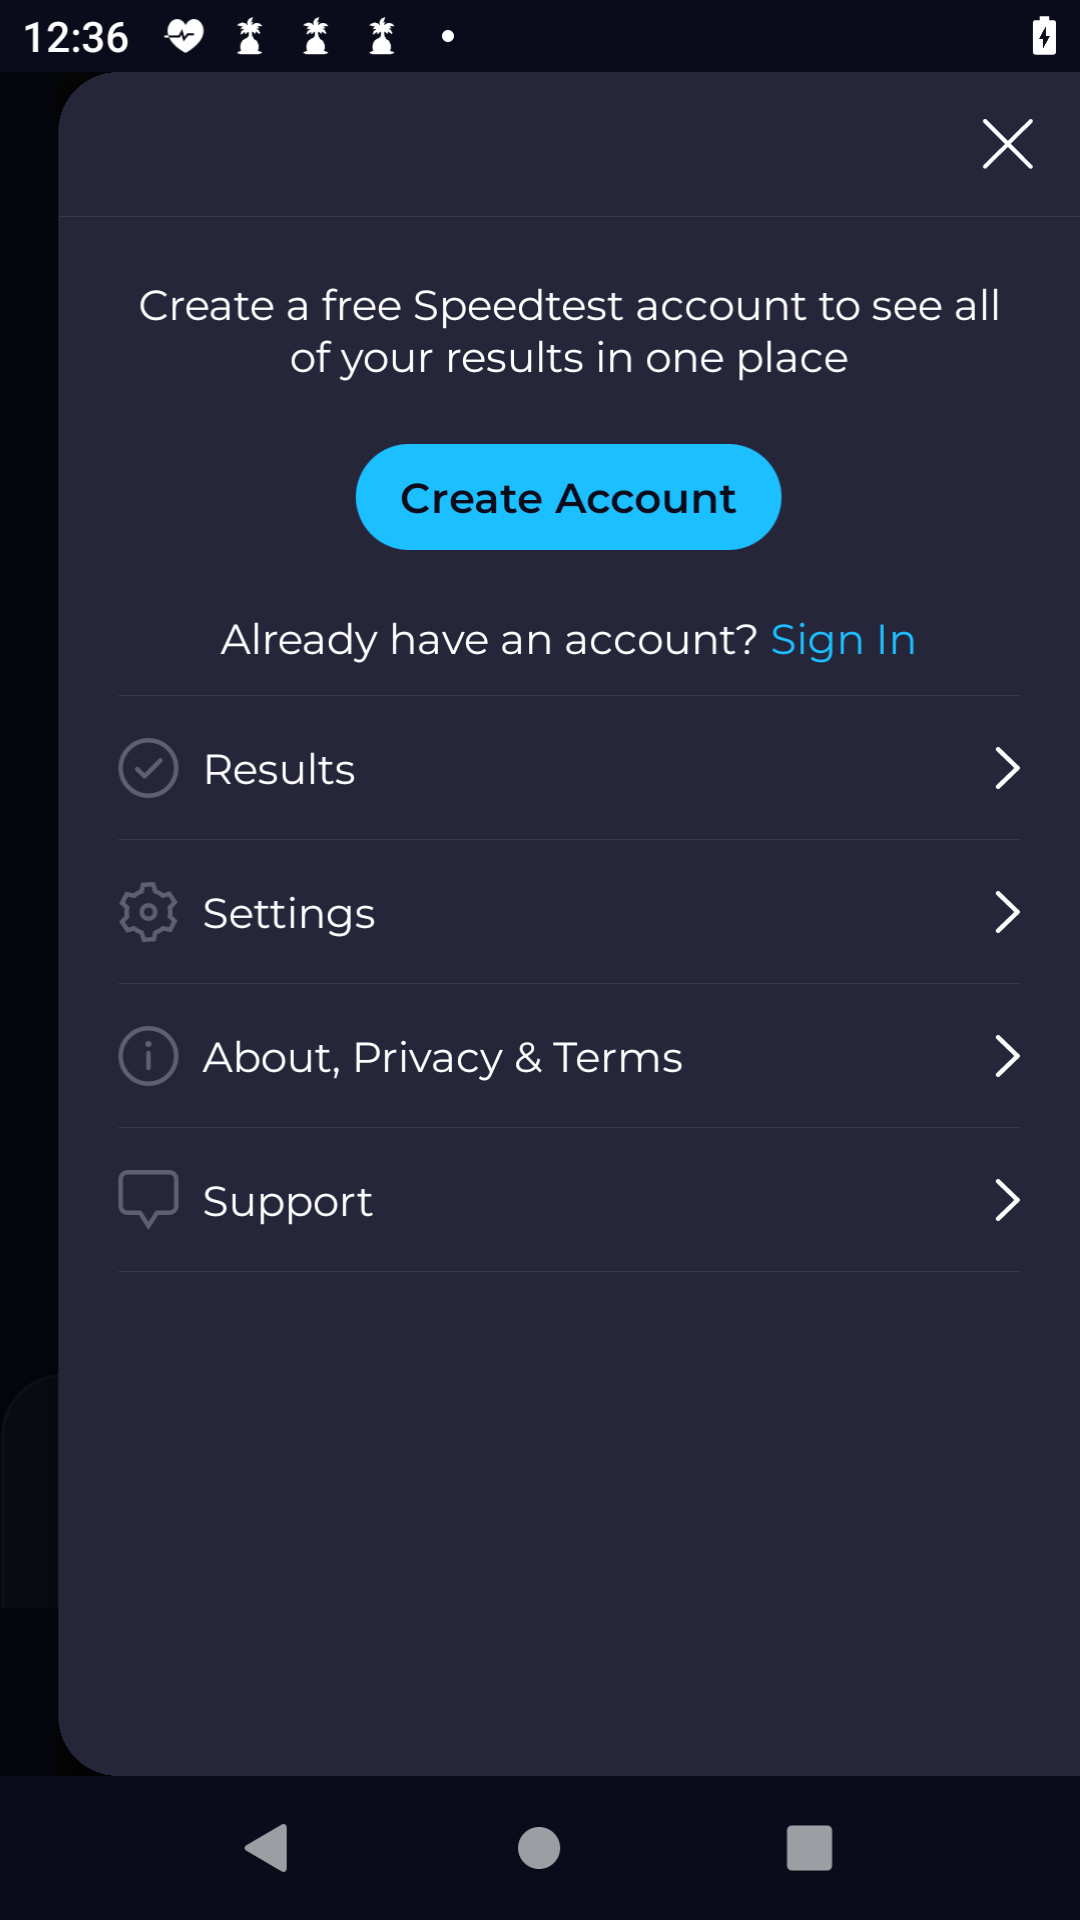 12:36
Create a free Speedtest account to see all
of your results in one place
Create Account
Already have an account? Sign In
Results
Settings
About, Privacy & Terms
Support